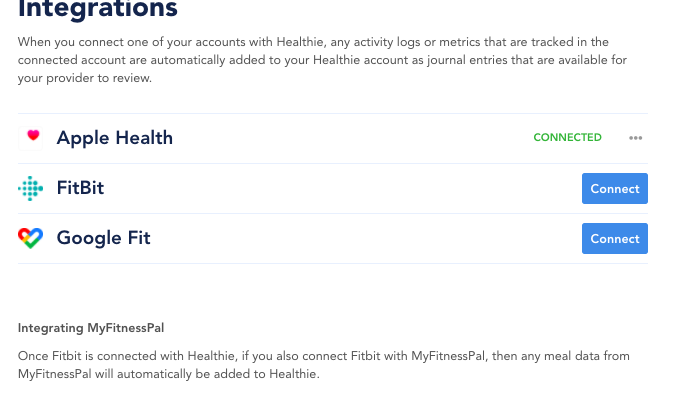 Integrations
When you connect one of your accounts with Healthie, any activity logs or metrics that are tracked in the
connected account are automatically added to your Healthie account as journal entries that are available for
your provider to review.
Apple Health CONNECTED •••
FitBit Connect
Google Fit Connect
Integrating MyFitnessPal
Once Fitbit is connected with Healthie, if you also connect Fitbit with MyFitnessPal, then any meal data from
MyFitnessPal will automatically be added to Healthie.